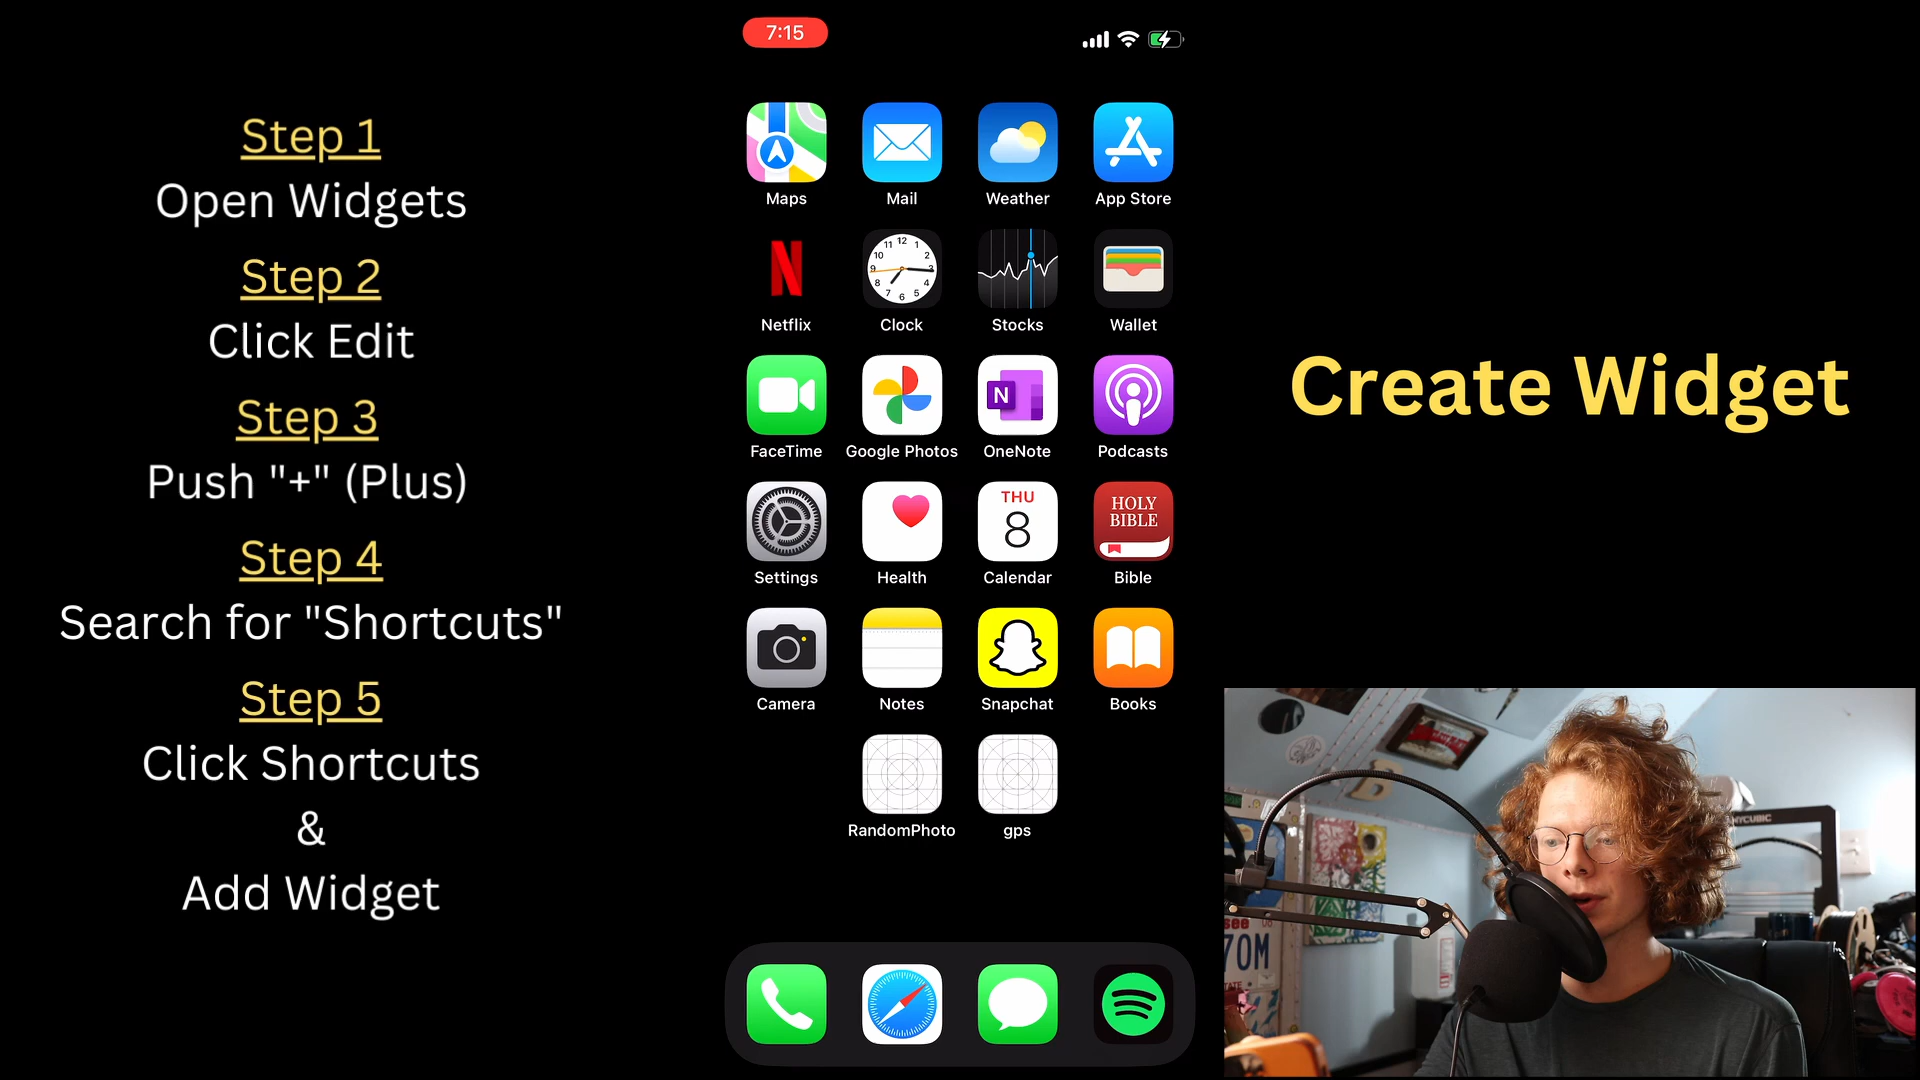 Step 1
Open Widgets
Step 2
Click Edit
Step 3
Push "+" (Plus)
Step 4
Search for "Shortcuts"
Step 5
Click Shortcuts
&
Add Widget
7:15
Maps
Mail
Weather
App Store
Netflix
Clock
Stocks
Wallet
FaceTime
Google Photos
N
OneNote
Podcasts
THU
8
HOLY
BIBLE
Settings
Health
Calendar
Bible
Camera
Notes
Snapchat
Books
RandomPhoto
gps
Create Widget
70M